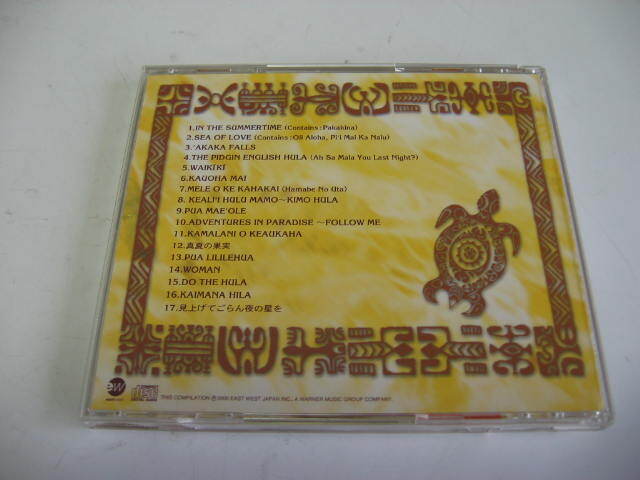 1.IN THE SUMMERTIME (Contains:Pakakina)
2.SEA OF LOVE (Contains:Oli Aloha, Pi'i Mai Ka Nalu)
3.'AKAKA FALLS
4.THE PIDGIN ENGLISH HULA (Ah Sa Mala You Last Night?)
5.WAIKĪKĪ
6.KAUOHA MAI
7.MELE O KE KAHAKAI (Hamabe No Uta)
8. KEALI'I HULU MAMO~KIMO HULA
9.PUA MAE'OLE
10.ADVENTURES IN PARADISE ~FOLLOW ME
11.KAMALANI O KEAUKAHA
12.真夏の果実
13.PUA LILILEHUA
14.WOMAN
15.DO THE HULA
16.KAIMANA HILA
17.見上げてごらん夜の星を
ew
THIS COMPILATION ℗2000 EAST WEST JAPAN INC., A WARNER MUSIC GROUP COMPANY.